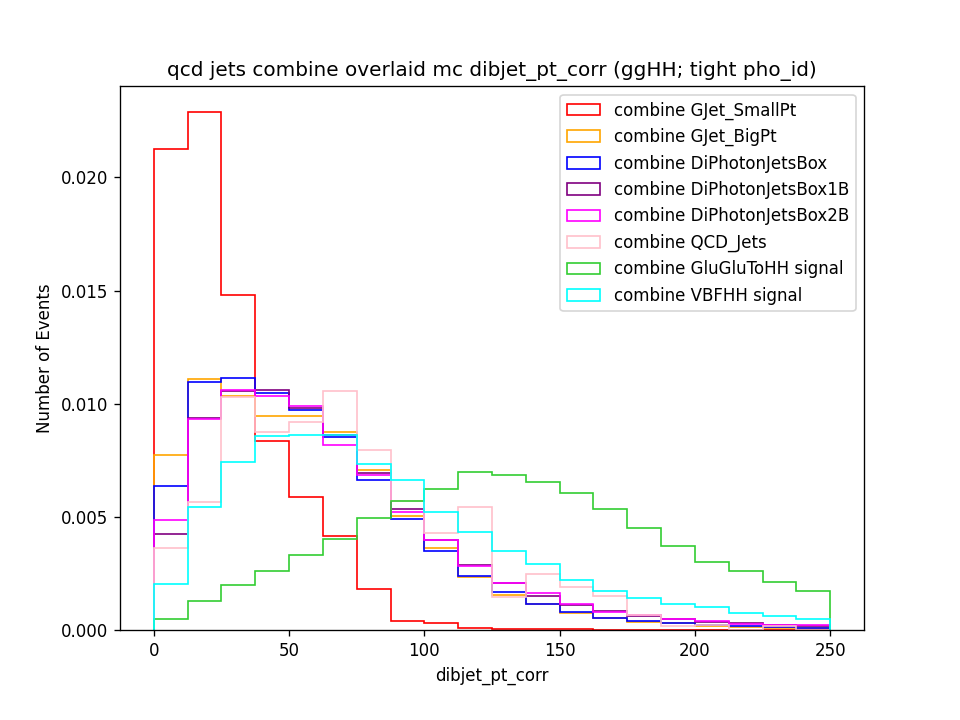 qcd jets combine overlaid mc dibjet_pt_corr (ggHH; tight pho_id)
combine GJet_SmallPt
combine GJet_BigPt
combine DiPhotonJetsBox
combine DiPhotonJetsBox1B
combine DiPhotonJetsBox2B
combine QCD_Jets
combine GluGluToHH signal
combine VBFHH signal
Number of Events
0.020
0.015
0.010
0.005
0.000
0 50 100 150 200 250
dibjet_pt_corr